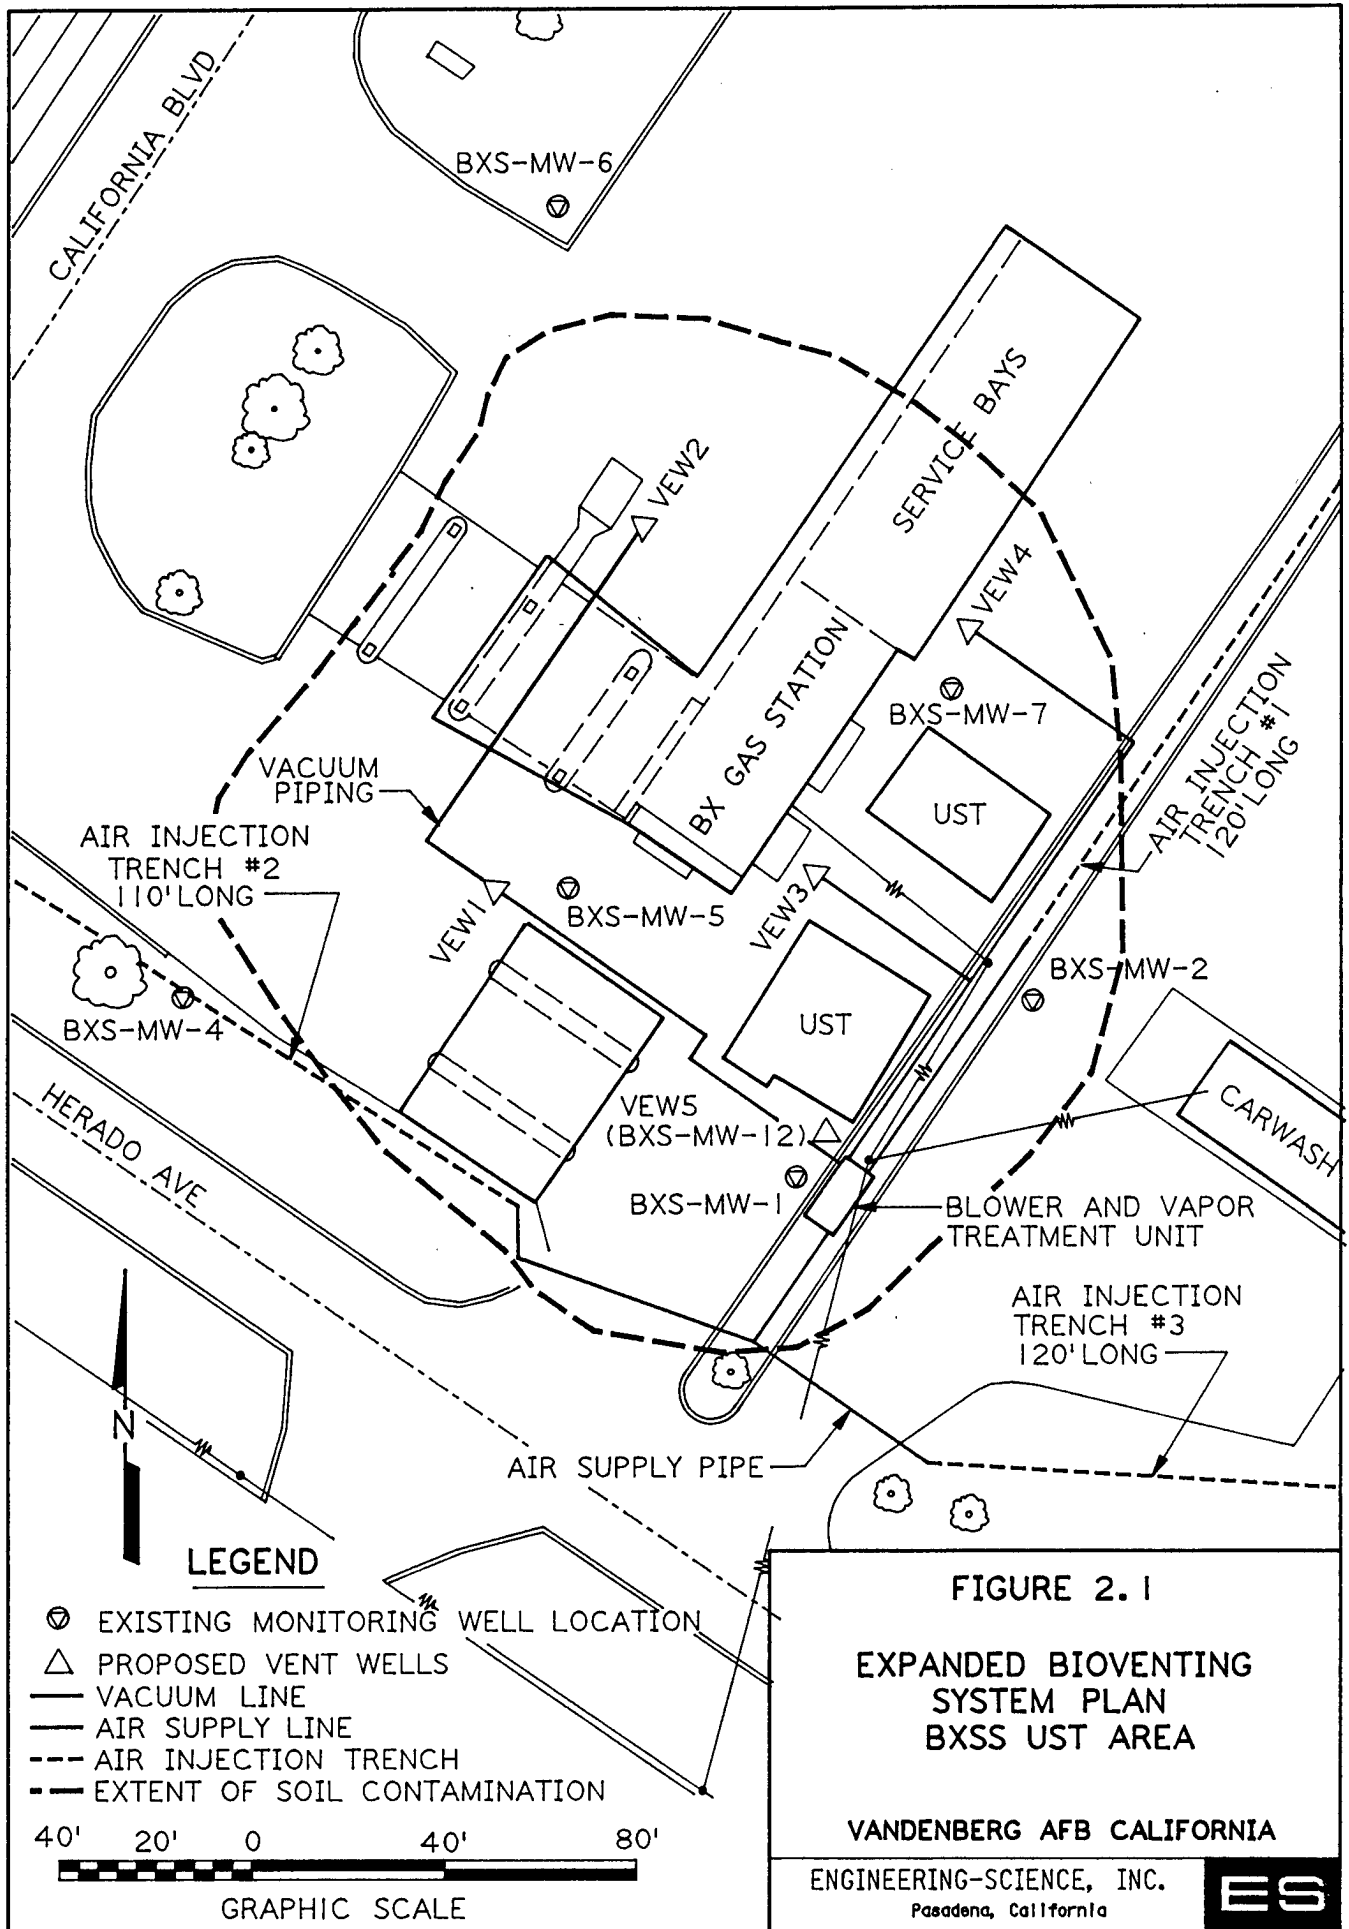 CALIFORNIA BLVD
BXS-MW-6
SERVICE BAYS
VEW2
VEW4
BX GAS STATION
BXS-MW-7
AIR INJECTION
TRENCH #1
120' LONG
VACUUM
PIPING
UST
AIR INJECTION
TRENCH #2
110' LONG
VEW1
BXS-MW-5
VEW3
BXS-MW-2
BXS-MW-4
UST
HERADO AVE
VEW5
(BXS-MW-12)
CARWASH
BXS-MW-1
BLOWER AND VAPOR
TREATMENT UNIT
AIR INJECTION
TRENCH #3
120' LONG
N
AIR SUPPLY PIPE
LEGEND
EXISTING MONITORING WELL LOCATION
PROPOSED VENT WELLS
VACUUM LINE
AIR SUPPLY LINE
AIR INJECTION TRENCH
EXTENT OF SOIL CONTAMINATION
40' 20' 0 40' 80'
GRAPHIC SCALE
FIGURE 2.1
EXPANDED BIOVENTING
SYSTEM PLAN
BXSS UST AREA
VANDENBERG AFB CALIFORNIA
ENGINEERING-SCIENCE, INC.
Pasadena, California
ES